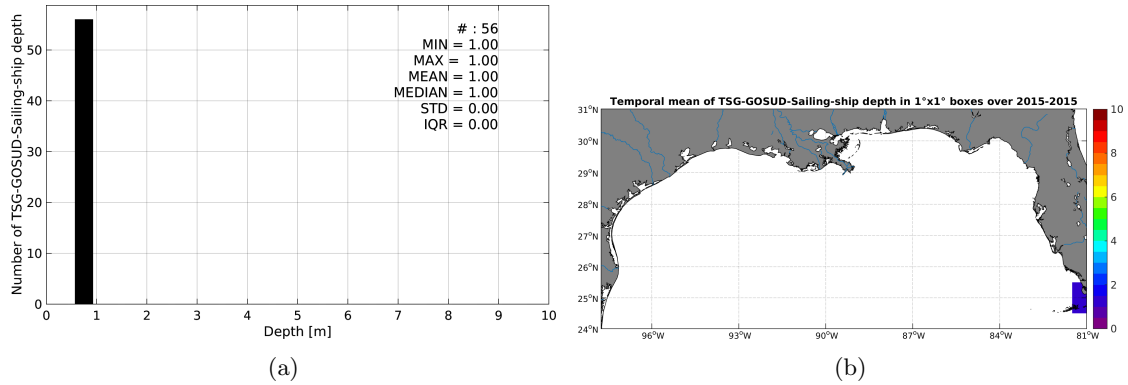 Number of TSG-GOSUD-Sailing-ship depth
50
40
30
20
10
0
0 1 2 3 4 5 6 7 8 9 10
Depth [m]
# : 56
MIN = 1.00
MAX = 1.00
MEAN = 1.00
MEDIAN = 1.00
STD = 0.00
IQR = 0.00
(a)
Temporal mean of TSG-GOSUD-Sailing-ship depth in 1°x1° boxes over 2015-2015
31°N
30°N
29°N
28°N
27°N
26°N
25°N
24°N
96°W 93°W 90°W 87°W 84°W 81°W
10
8
6
4
2
0
(b)